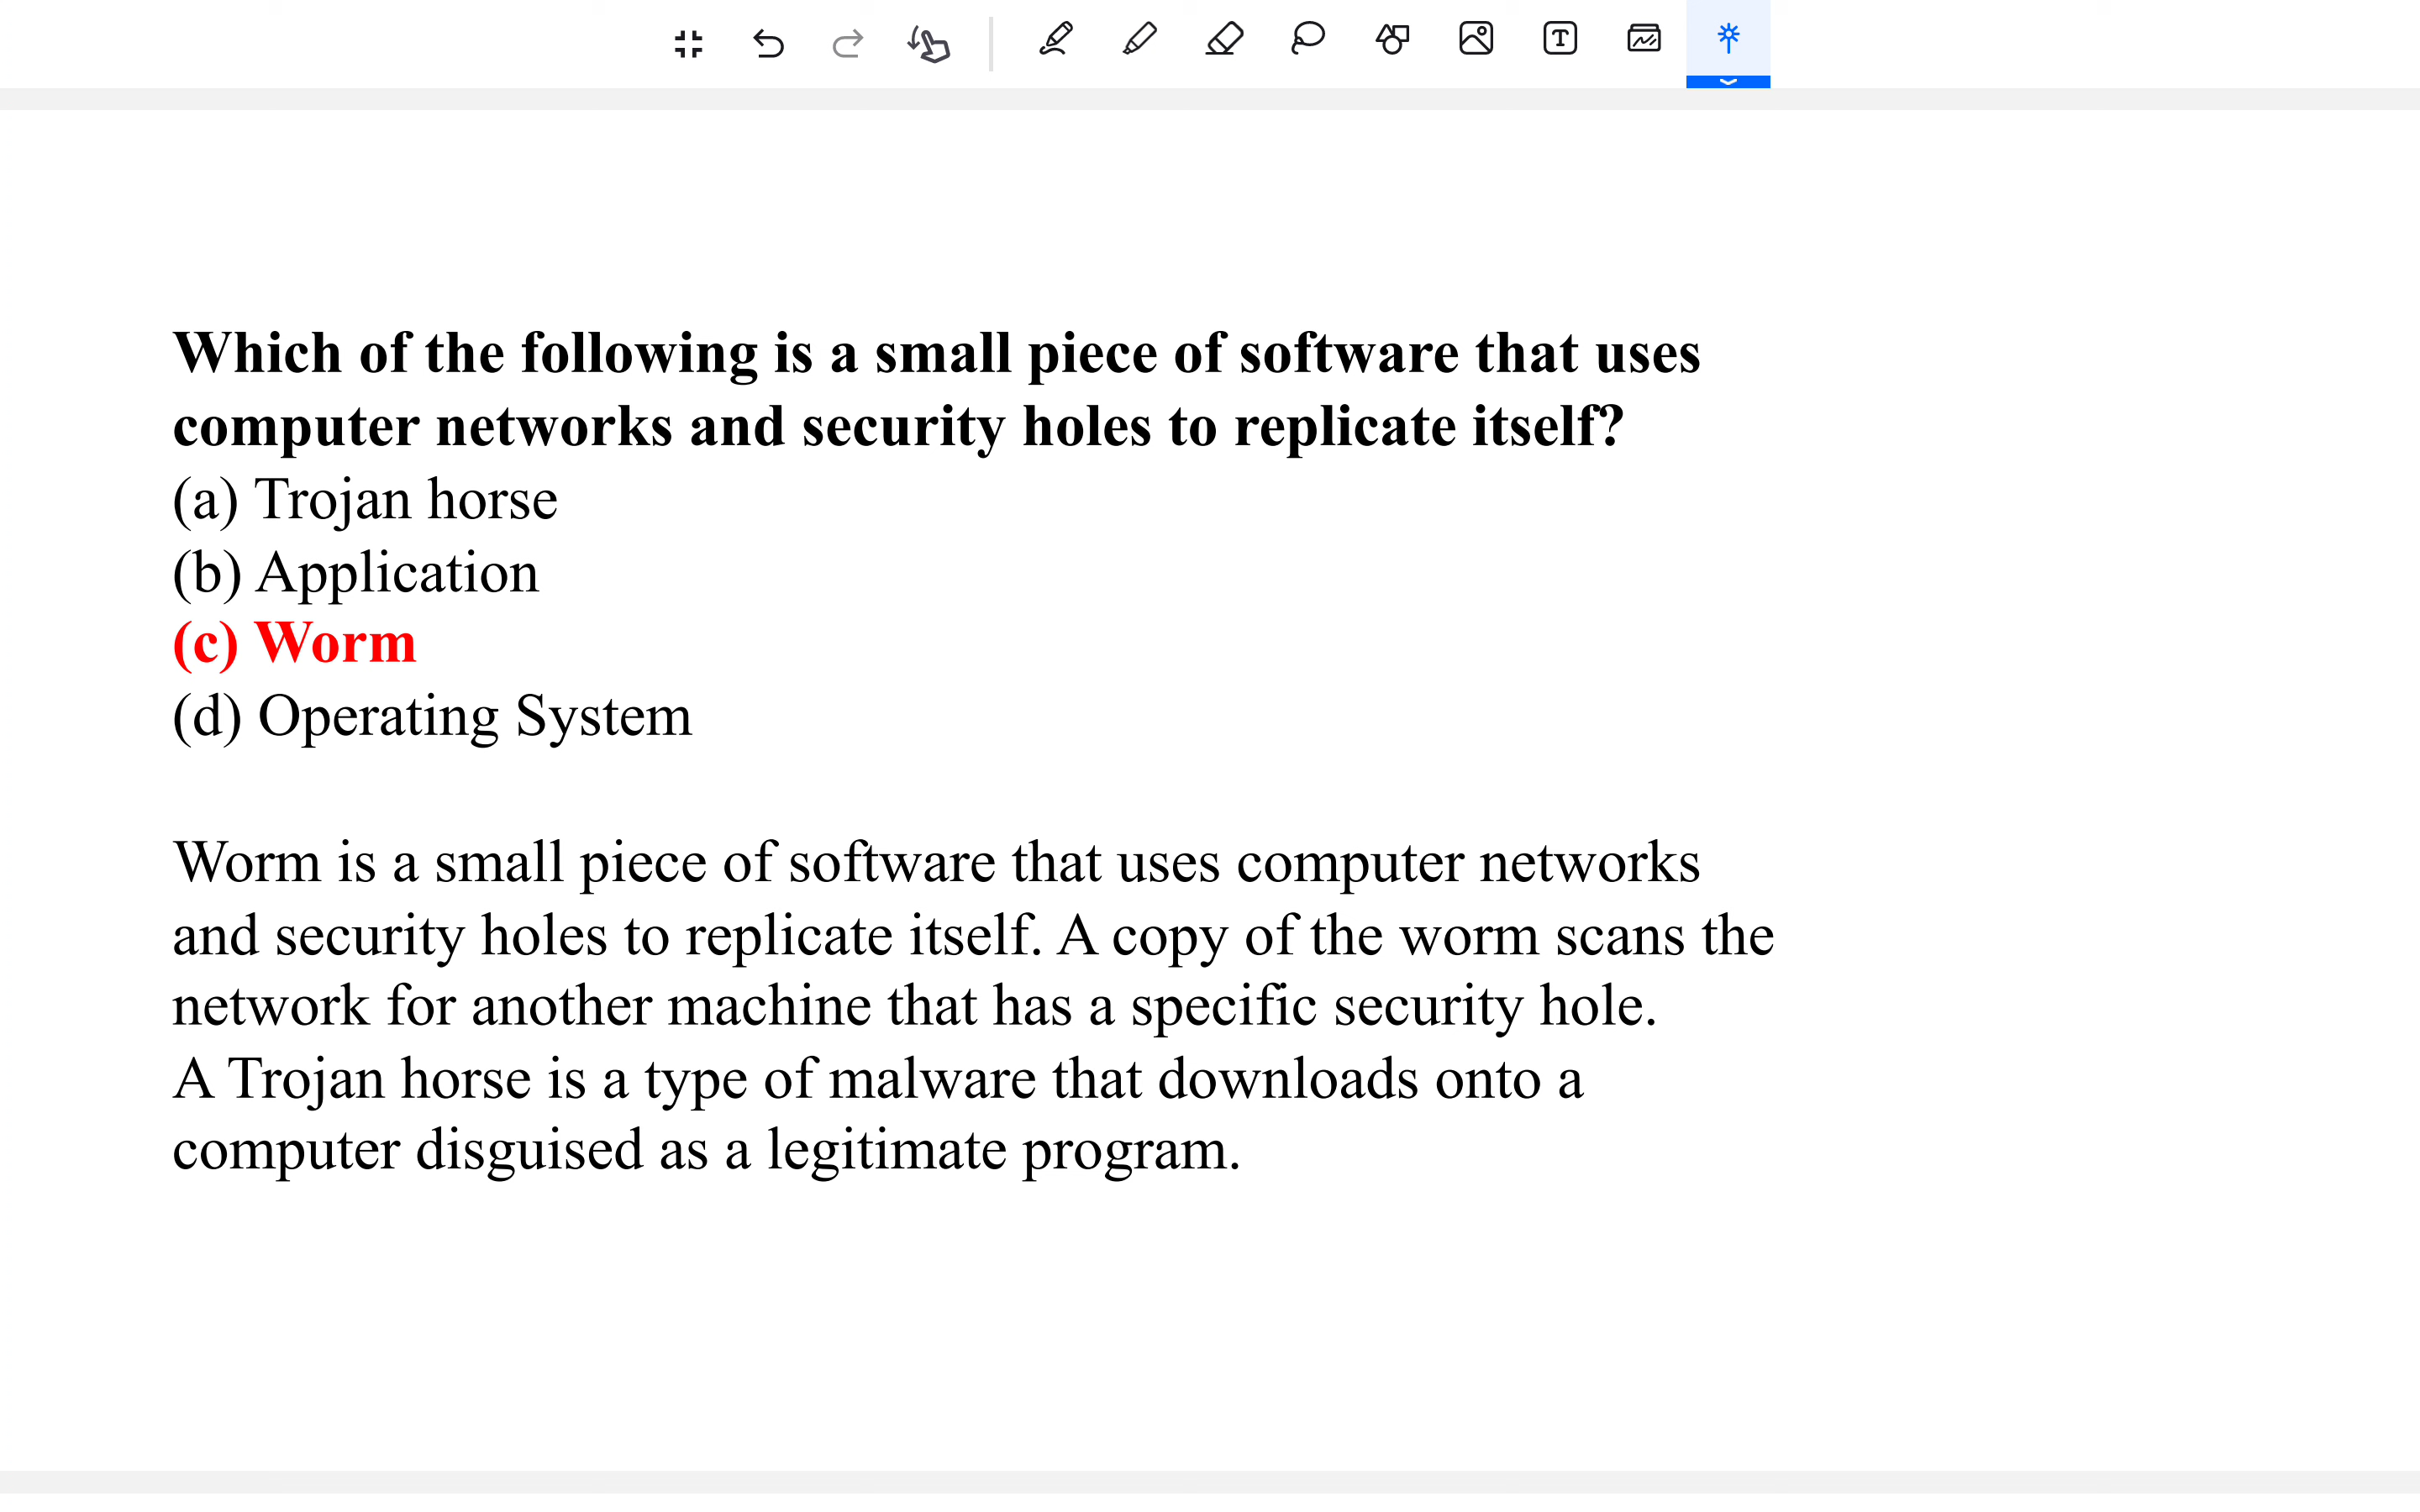 Which of the following is a small piece of software that uses
computer networks and security holes to replicate itself?
(a) Trojan horse
(b) Application
(c) Worm
(d) Operating System
Worm is a small piece of software that uses computer networks
and security holes to replicate itself. A copy of the worm scans the
network for another machine that has a specific security hole.
A Trojan horse is a type of malware that downloads onto a
computer disguised as a legitimate program.